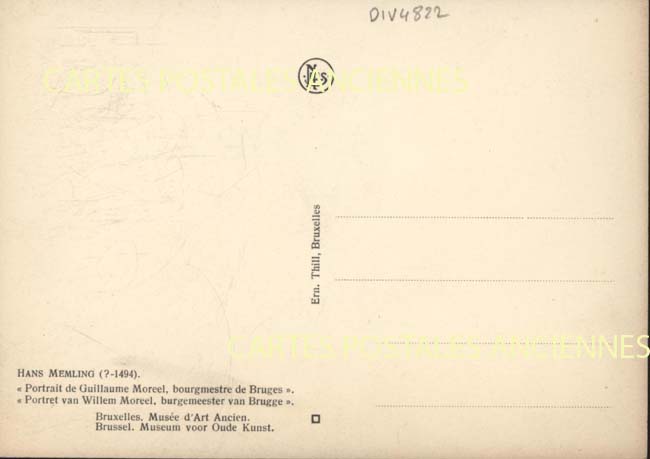 DIV4822
CARTES POSTALES ANCIENNES
Ern. Thill, Bruxelles
CARTES POSTALES ANCIENNES
HANS MEMLING (?-1494).
« Portrait de Guillaume Moreel, bourgmestre de Bruges ».
« Portret van Willem Moreel, burgemeester van Brugge ».
Bruxelles. Musée d'Art Ancien.
Brussel. Museum voor Oude Kunst.